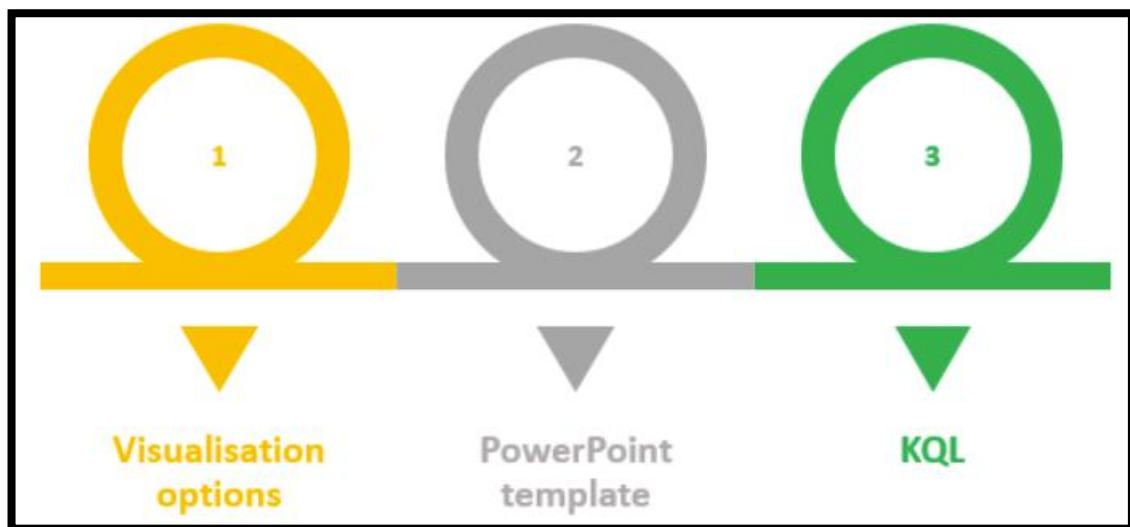 1
2
3
Visualisation
options
PowerPoint
template
KQL